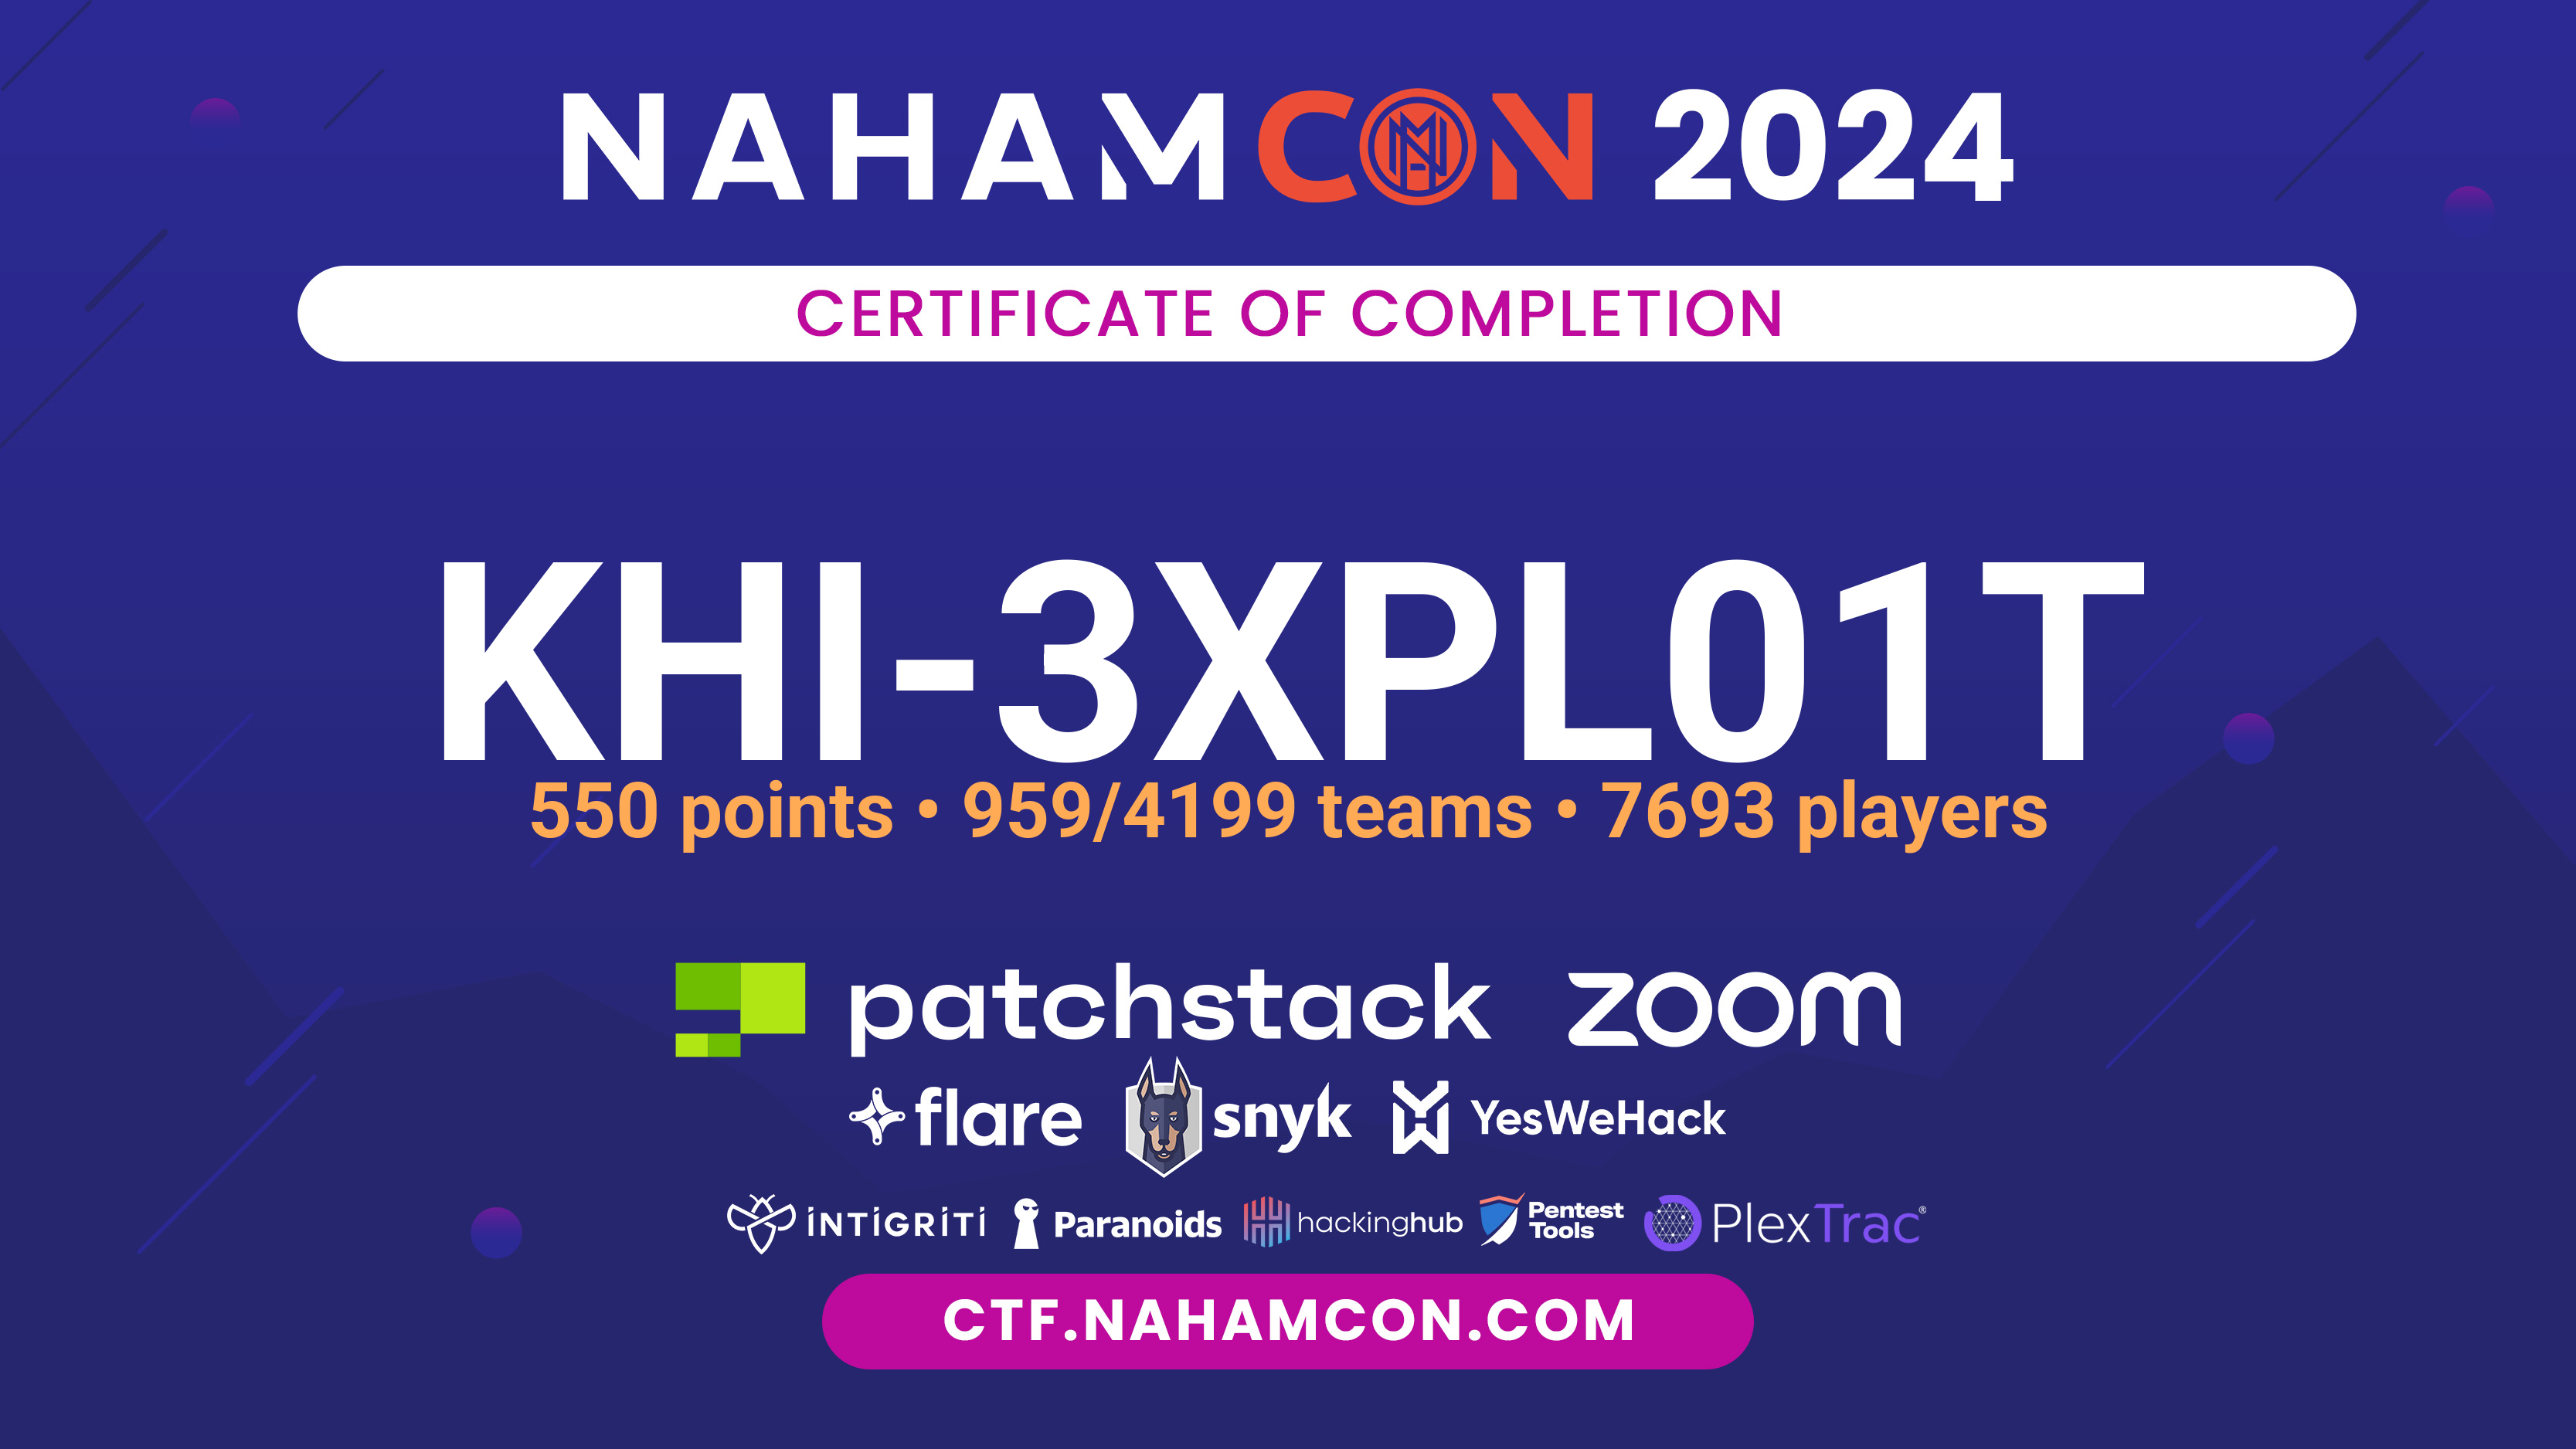 NAHAMCON 2024
CERTIFICATE OF COMPLETION
KHI-3XPL01T
550 points • 959/4199 teams • 7693 players
patchstack zoom
flare snyk YesWeHack
INTIGRITI Paranoids hackinghub Pentest Tools PlexTrac®
CTF.NAHAMCON.COM